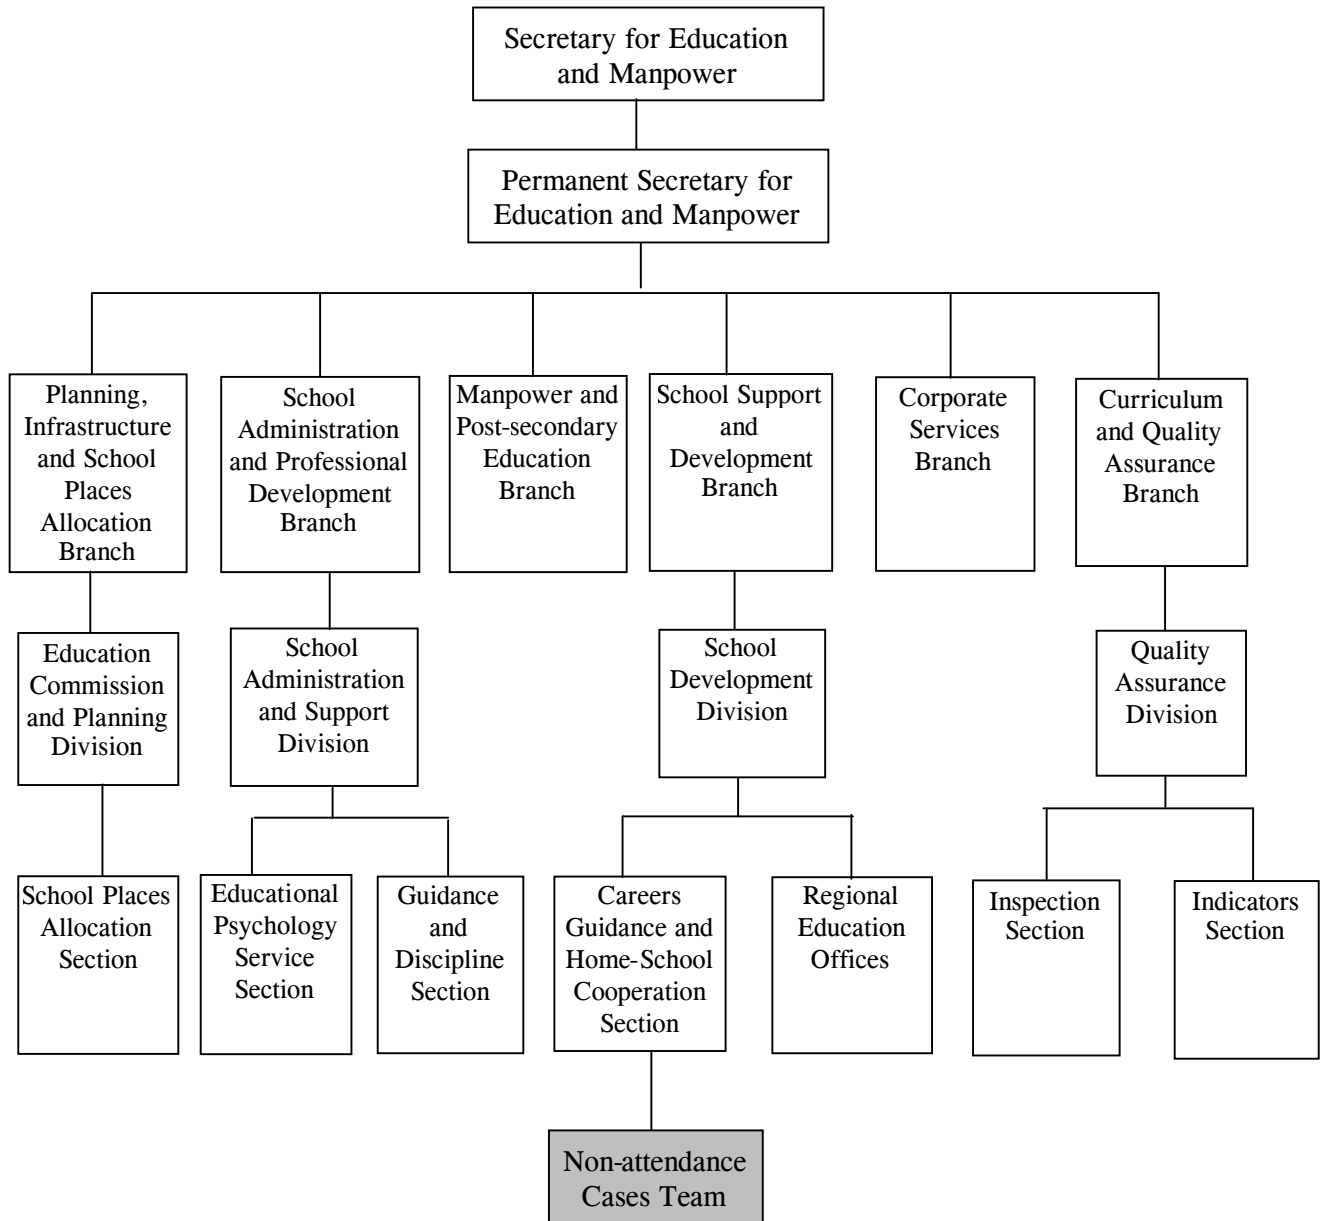 Secretary for Education
and Manpower
Permanent Secretary for
Education and Manpower
Planning,
Infrastructure
and School
Places
Allocation
Branch
School
Administration
and Professional
Development
Branch
Manpower and
Post-secondary
Education
Branch
School Support
and
Development
Branch
Corporate
Services
Branch
Curriculum
and Quality
Assurance
Branch
Education
Commission
and Planning
Division
School
Administration
and Support
Division
School
Development
Division
Quality
Assurance
Division
School Places
Allocation
Section
Educational
Psychology
Service
Section
Guidance
and
Discipline
Section
Careers
Guidance and
Home-School
Cooperation
Section
Regional
Education
Offices
Inspection
Section
Indicators
Section
Non-attendance
Cases Team